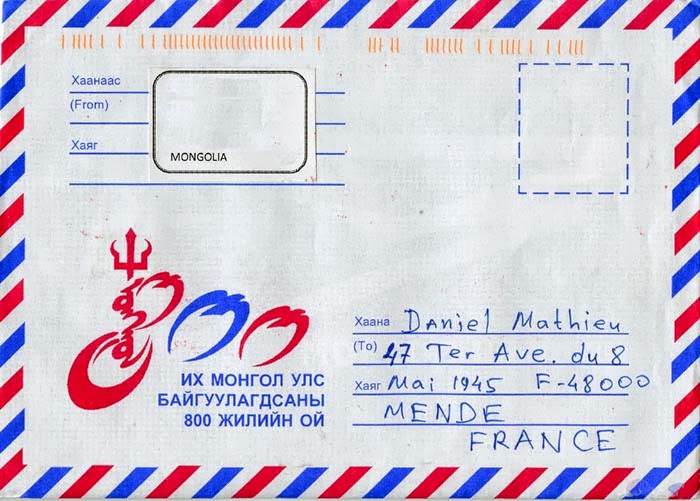 Хаанаас
(From)
Хаяг
MONGOLIA
ИХ МОНГОЛ УЛС
БАЙГУУЛАГДСАНЫ
800 ЖИЛИЙН ОЙ
Хаана Daniel Mathieu
(To) 47 Ter Ave. du 8
Хаяг Mai 1945 F-48000
MENDE
FRANCE